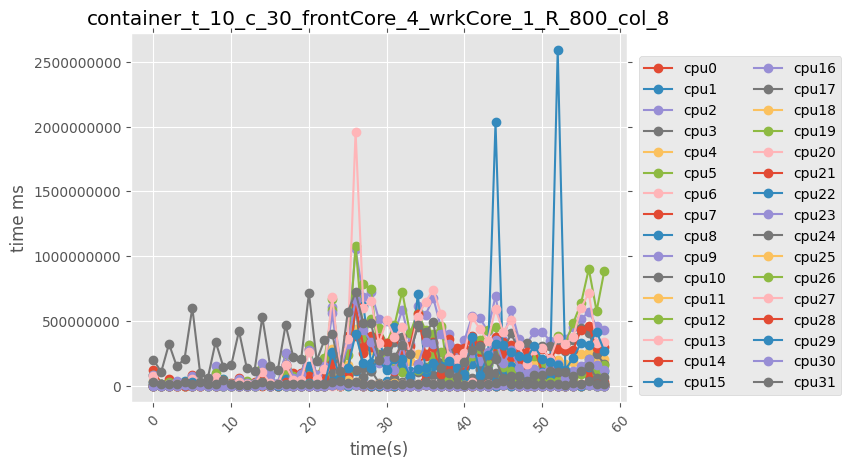 container_t_10_c_30_frontCore_4_wrkCore_1_R_800_col_8
time ms
2500000000
2000000000
1500000000
1000000000
500000000
0
0
10
20
30
40
50
60
time(s)
cpu0
cpu1
cpu2
cpu3
cpu4
cpu5
cpu6
cpu7
cpu8
cpu9
cpu10
cpu11
cpu12
cpu13
cpu14
cpu15
cpu16
cpu17
cpu18
cpu19
cpu20
cpu21
cpu22
cpu23
cpu24
cpu25
cpu26
cpu27
cpu28
cpu29
cpu30
cpu31